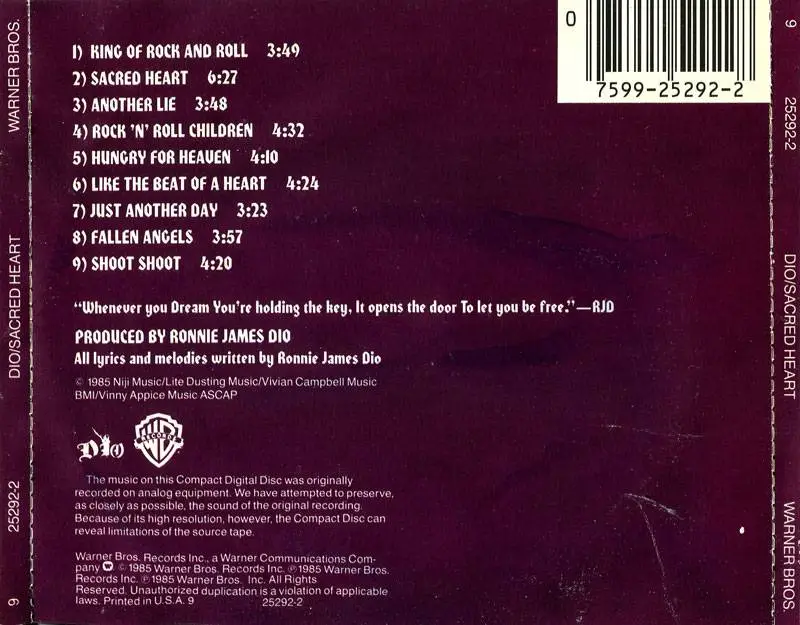 WARNER BROS.
DIO/SACRED HEART
25292-2
9
1) KING OF ROCK AND ROLL 3:49
2) SACRED HEART 6:27
3) ANOTHER LIE 3:48
4) ROCK 'N' ROLL CHILDREN 4:32
5) HUNGRY FOR HEAVEN 4:10
6) LIKE THE BEAT OF A HEART 4:24
7) JUST ANOTHER DAY 3:23
8) FALLEN ANGELS 3:57
9) SHOOT SHOOT 4:20
0
7599-25292-2
"Whenever you Dream You're holding the key, It opens the door To let you be free."—RJD
PRODUCED BY RONNIE JAMES DIO
All lyrics and melodies written by Ronnie James Dio
© 1985 Niji Music/Lite Dusting Music/Vivian Campbell Music
BMI/Vinny Appice Music ASCAP
DIO
WB RECORDS
The music on this Compact Digital Disc was originally
recorded on analog equipment. We have attempted to preserve,
as closely as possible, the sound of the original recording.
Because of its high resolution, however, the Compact Disc can
reveal limitations of the source tape.
Warner Bros. Records Inc., a Warner Communications Com-
pany © 1985 Warner Bros. Records Inc. ℗ 1985 Warner Bros.
Records Inc. ℗ 1985 Warner Bros. Inc. All Rights
Reserved. Unauthorized duplication is a violation of applicable
laws. Printed in U.S.A. 9 25292-2
9
25292-2
DIO/SACRED HEART
WARNER BROS.